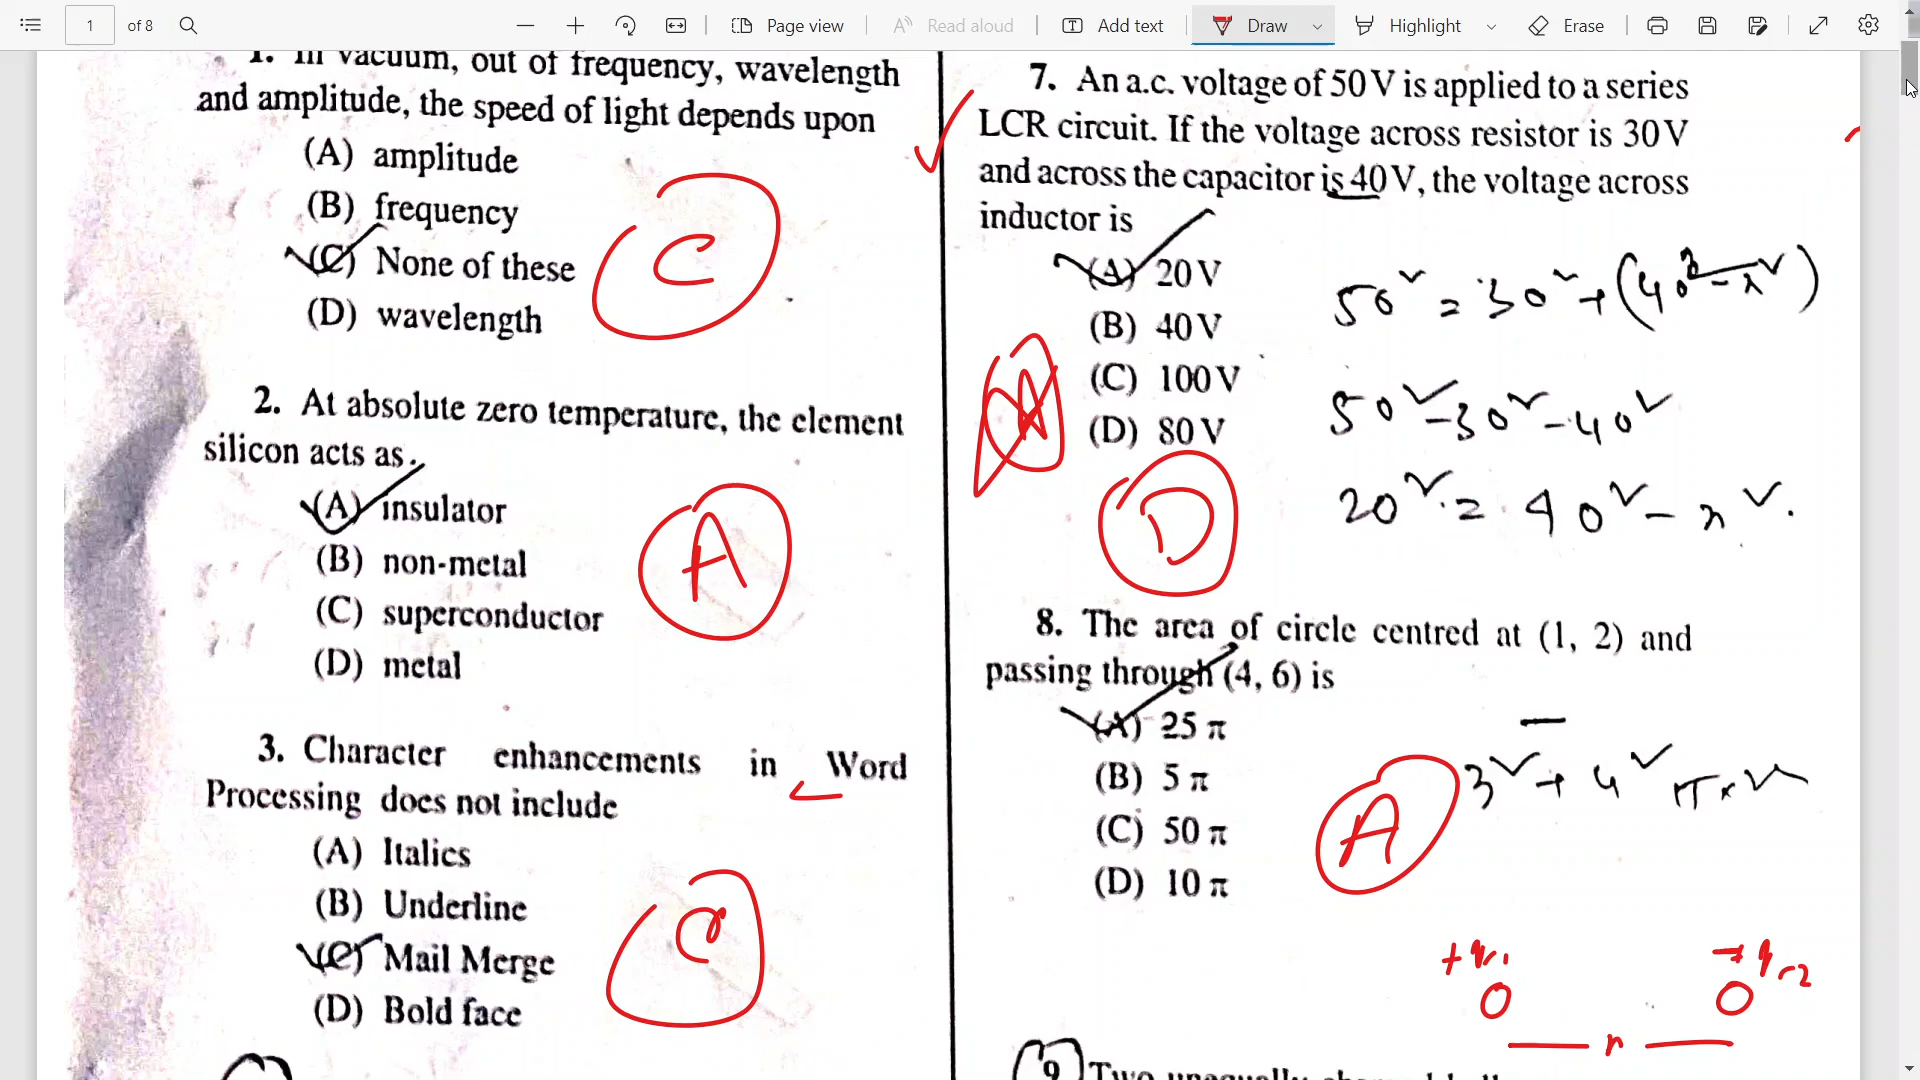 1 of 8 Page view Read aloud Add text Draw Highlight Erase
1. In vacuum, out of frequency, wavelength
and amplitude, the speed of light depends upon
(A) amplitude
(B) frequency
(C) None of these
(D) wavelength
C
2. At absolute zero temperature, the element
silicon acts as
(A) insulator
(B) non-metal
(C) superconductor
(D) metal
A
3. Character enhancements in Word
Processing does not include
(A) Italics
(B) Underline
(C) Mail Merge
(D) Bold face
C
7. An a.c. voltage of 50 V is applied to a series
LCR circuit. If the voltage across resistor is 30 V
and across the capacitor is 40 V, the voltage across
inductor is
(A) 20 V
(B) 40 V
(C) 100 V
(D) 80 V
A
D
8. The area of circle centred at (1, 2) and
passing through (4, 6) is
(A) 25 π
(B) 5 π
(C) 50 π
(D) 10 π
A
r
9 Two unequally